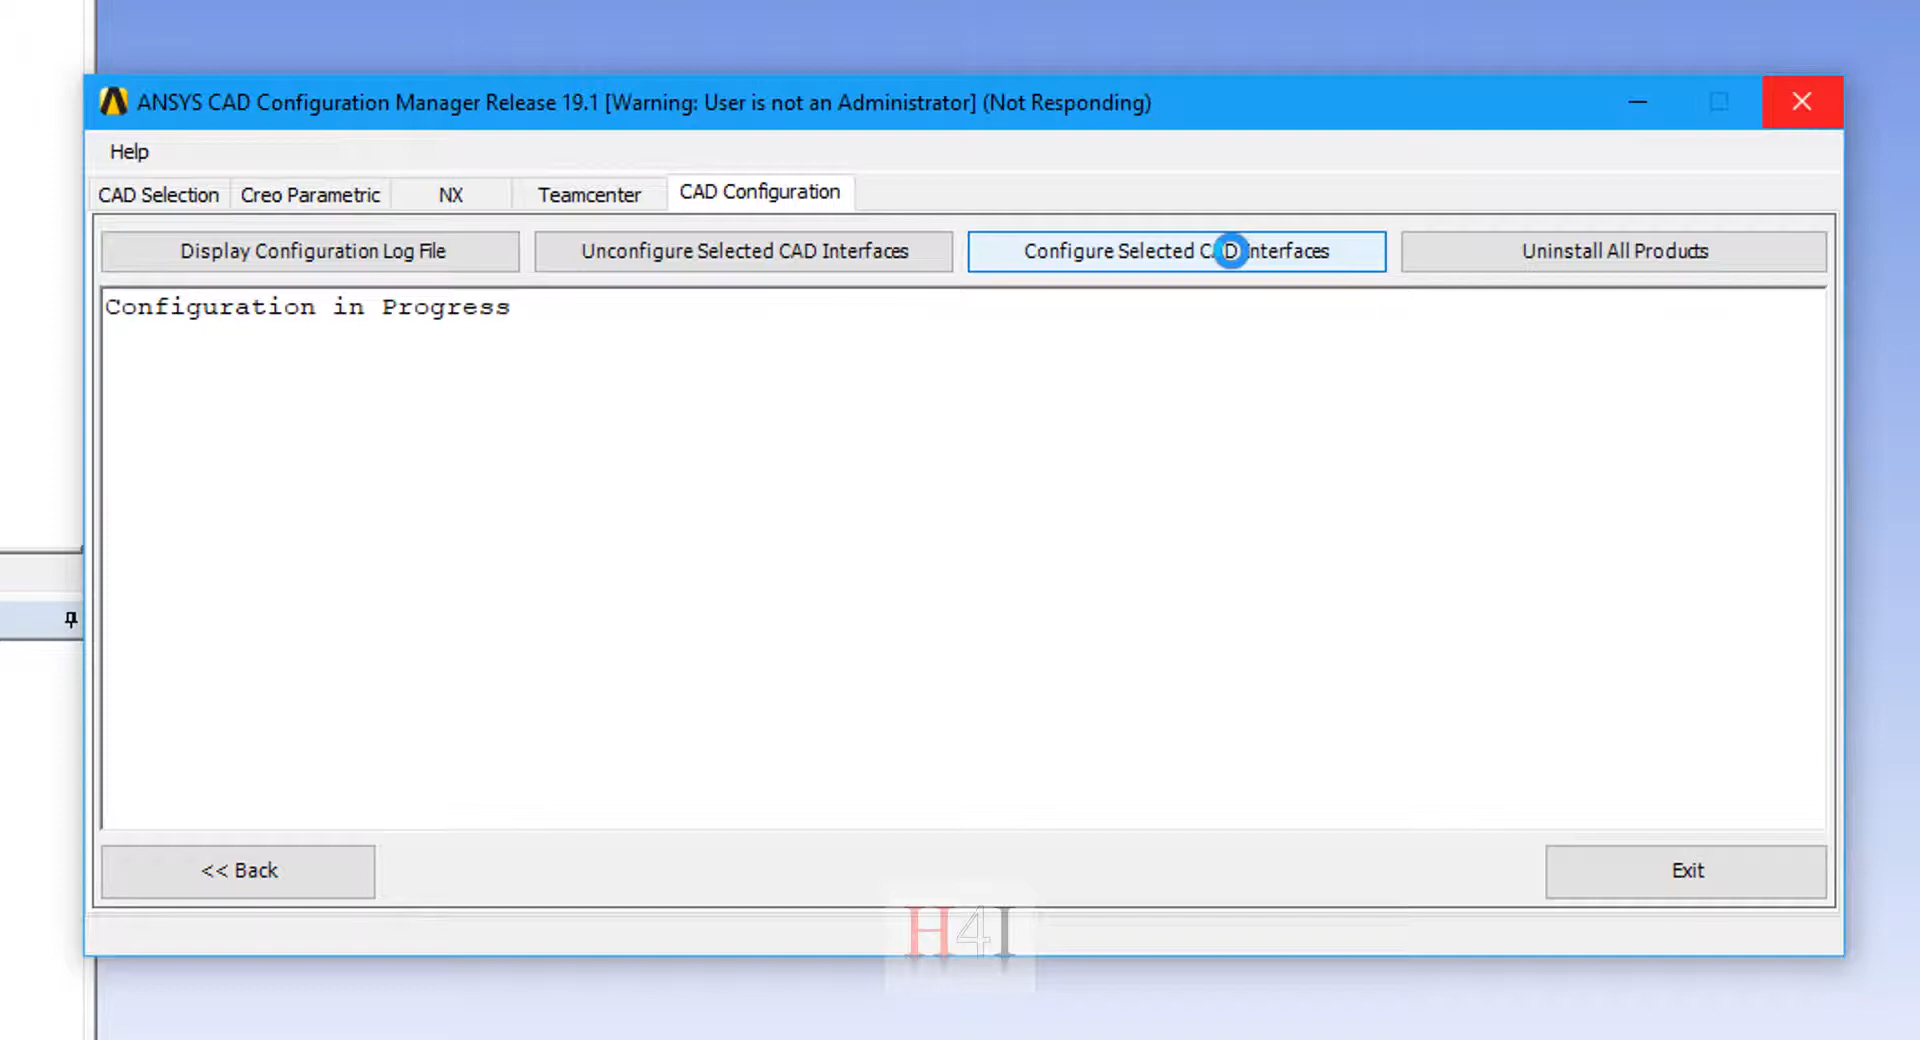 ANSYS CAD Configuration Manager Release 19.1 [Warning: User is not an Administrator] (Not Responding)
Help
CAD Selection Creo Parametric NX Teamcenter CAD Configuration
Display Configuration Log File Unconfigure Selected CAD Interfaces Configure Selected CAD Interfaces Uninstall All Products
Configuration in Progress
<< Back Exit
H4I